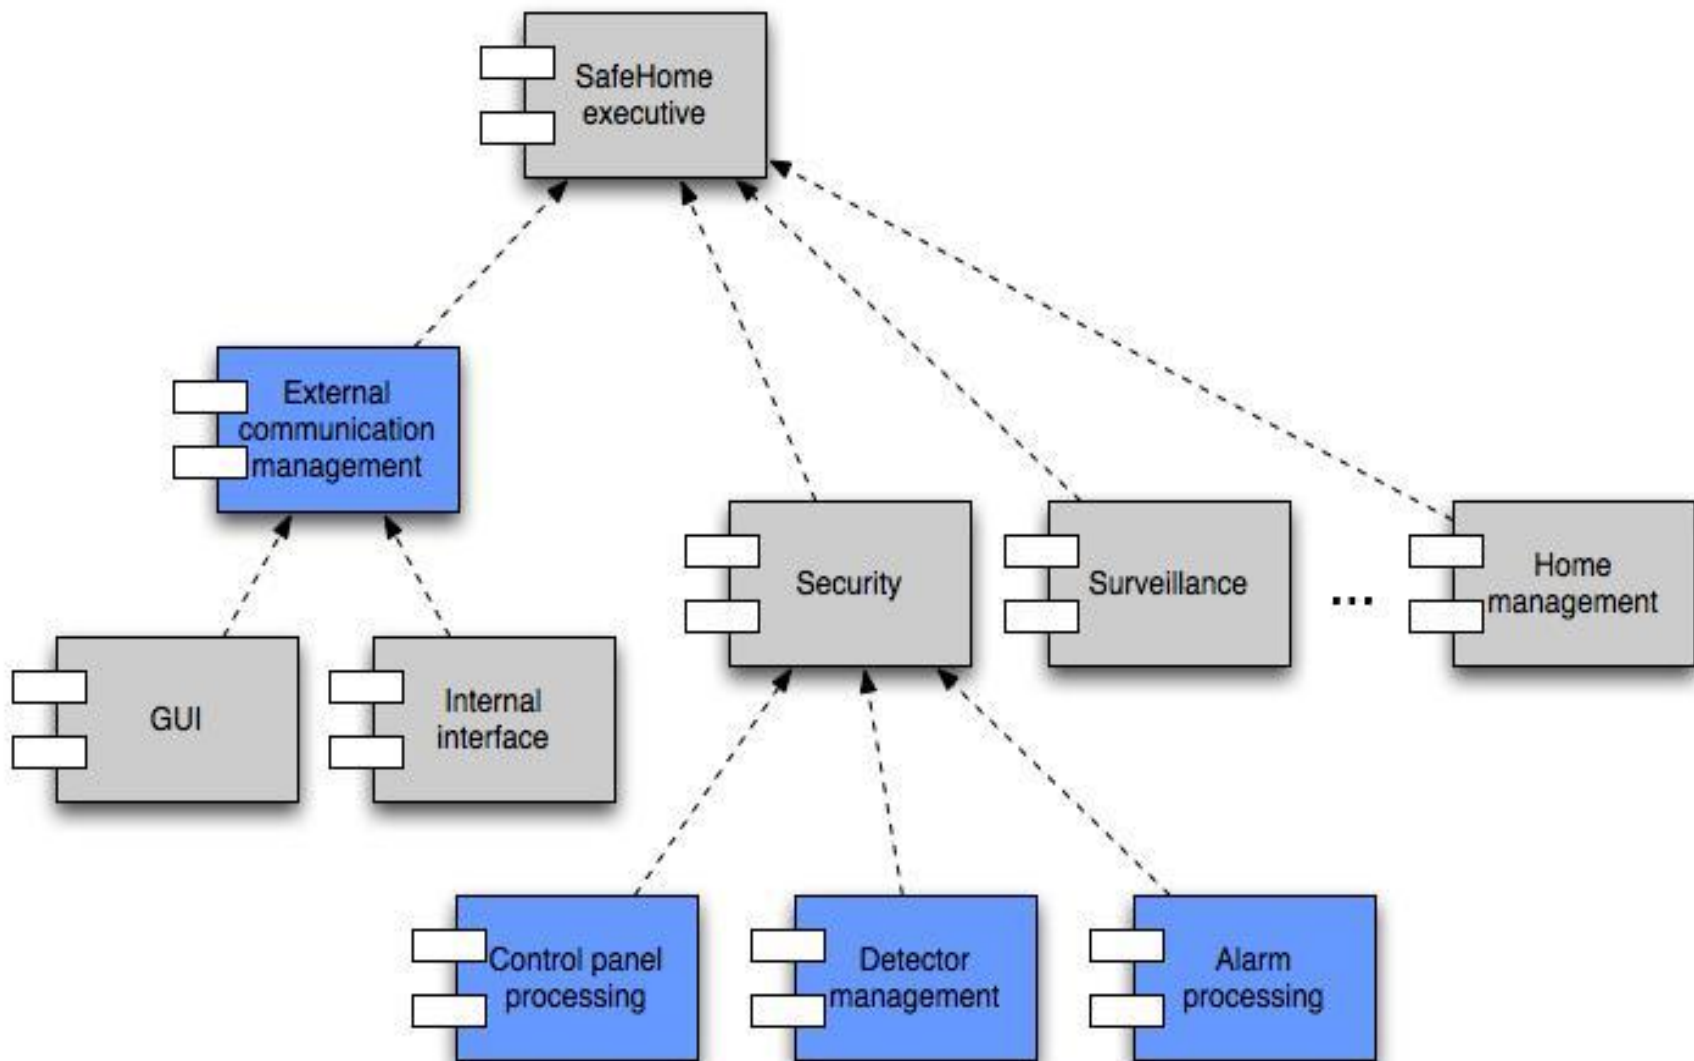 SafeHome
executive
External
communication
management
Security
Surveillance
...
Home
management
GUI
Internal
interface
Control panel
processing
Detector
management
Alarm
processing